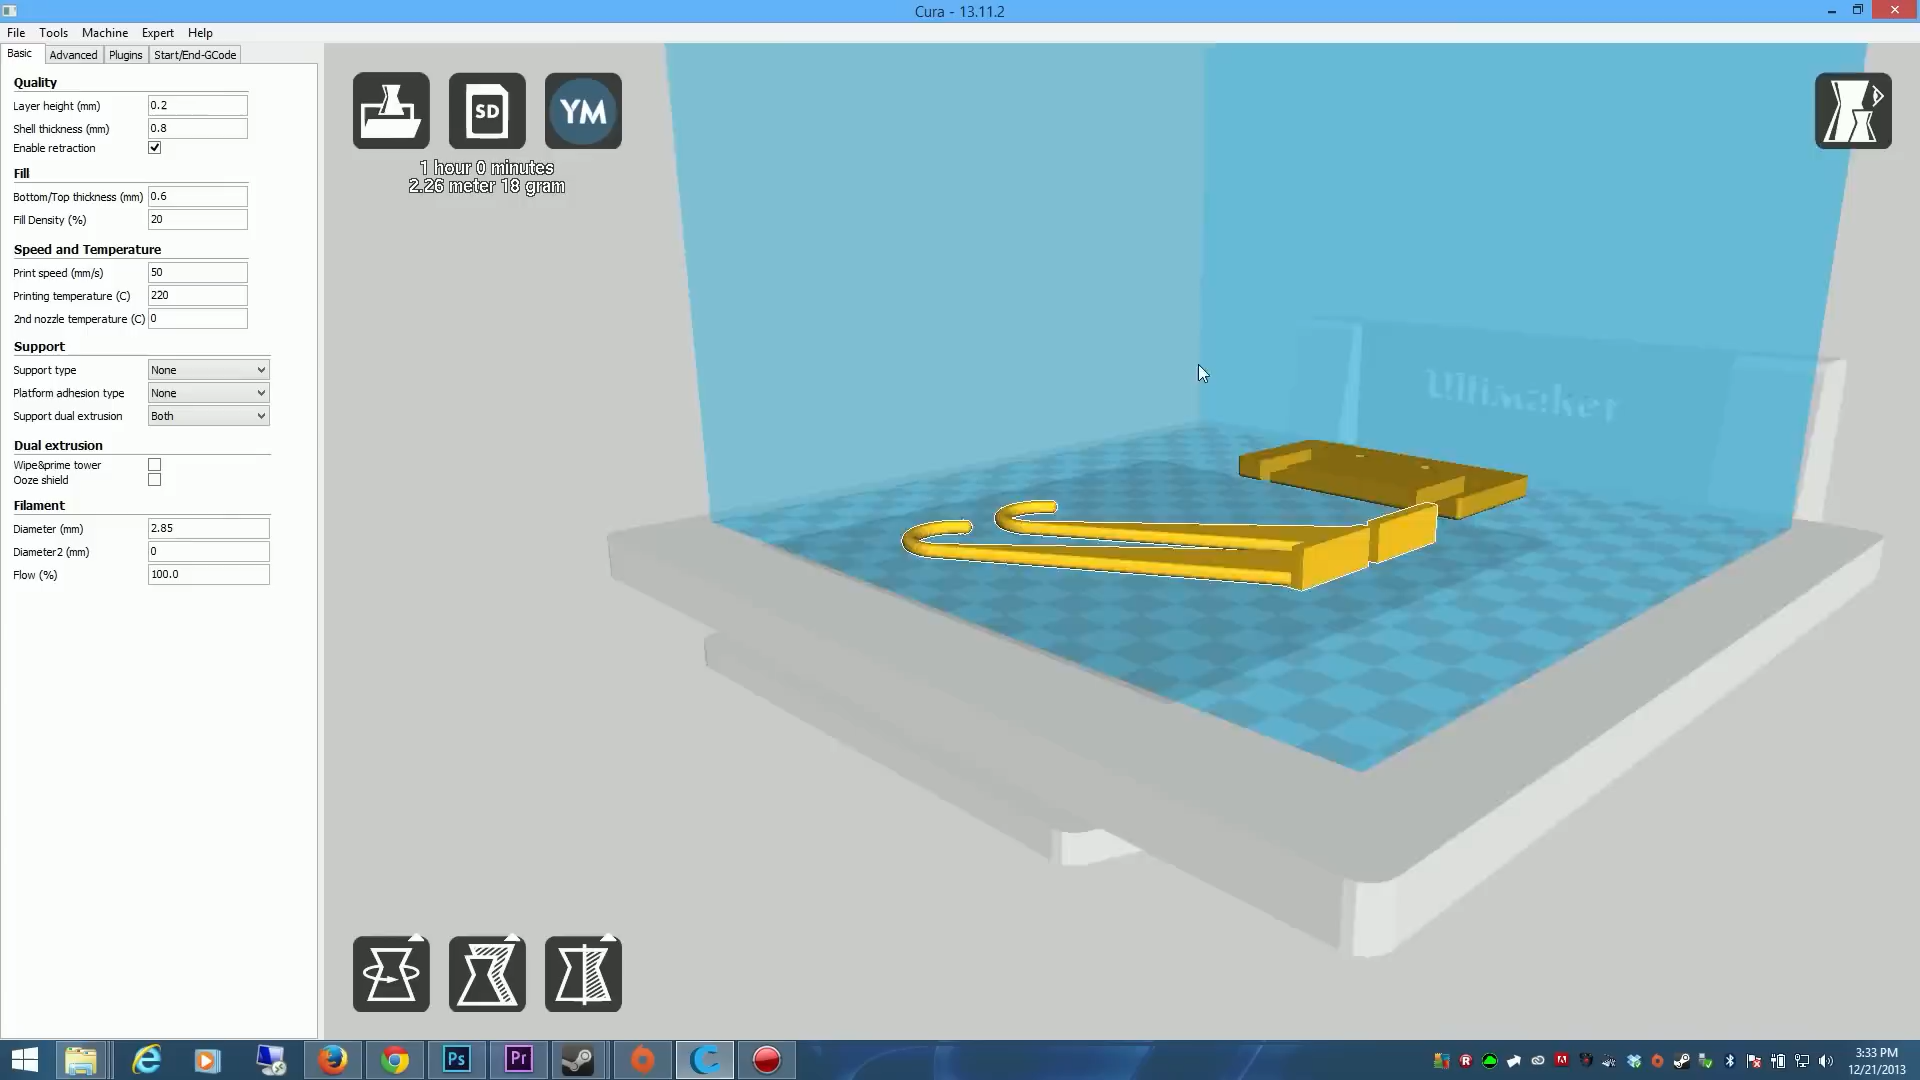 Cura - 13.11.2
File Tools Machine Expert Help
Basic Advanced Plugins Start/End-GCode
Quality
Layer height (mm) 0.2
Shell thickness (mm) 0.8
Enable retraction
Fill
Bottom/Top thickness (mm) 0.6
Fill Density (%) 20
Speed and Temperature
Print speed (mm/s) 50
Printing temperature (C) 220
2nd nozzle temperature (C) 0
Support
Support type None
Platform adhesion type None
Support dual extrusion Both
Dual extrusion
Wipe&prime tower
Ooze shield
Filament
Diameter (mm) 2.85
Diameter2 (mm) 0
Flow (%) 100.0
SD YM
1 hour 0 minutes
2.26 meter 18 gram
Ultimaker
Ps Pr
3:33 PM
12/21/2013